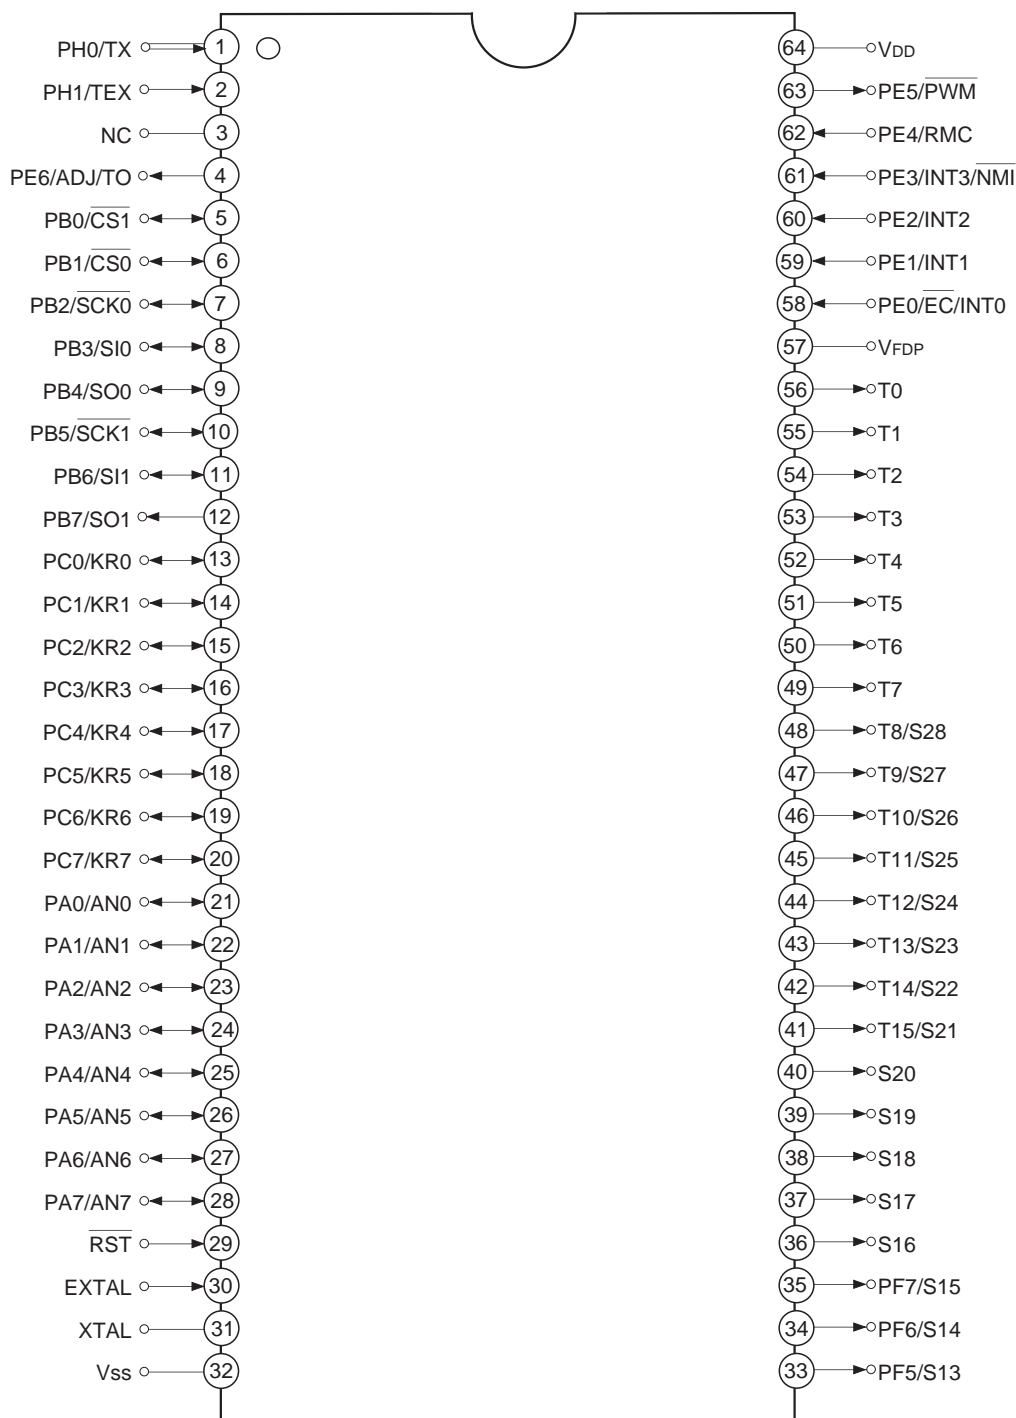 PH0/TX 1 64 VDD
PH1/TEX 2 63 PE5/P̅W̅M̅
NC 3 62 PE4/RMC
PE6/ADJ/TO 4 61 PE3/INT3/N̅M̅I̅
PB0/C̅S̅1̅ 5 60 PE2/INT2
PB1/C̅S̅0̅ 6 59 PE1/INT1
PB2/S̅C̅K̅0̅ 7 58 PE0/E̅C̅/INT0
PB3/SI0 8 57 VFDP
PB4/SO0 9 56 T0
PB5/S̅C̅K̅1̅ 10 55 T1
PB6/SI1 11 54 T2
PB7/SO1 12 53 T3
PC0/KR0 13 52 T4
PC1/KR1 14 51 T5
PC2/KR2 15 50 T6
PC3/KR3 16 49 T7
PC4/KR4 17 48 T8/S28
PC5/KR5 18 47 T9/S27
PC6/KR6 19 46 T10/S26
PC7/KR7 20 45 T11/S25
PA0/AN0 21 44 T12/S24
PA1/AN1 22 43 T13/S23
PA2/AN2 23 42 T14/S22
PA3/AN3 24 41 T15/S21
PA4/AN4 25 40 S20
PA5/AN5 26 39 S19
PA6/AN6 27 38 S18
PA7/AN7 28 37 S17
R̅S̅T̅ 29 36 S16
EXTAL 30 35 PF7/S15
XTAL 31 34 PF6/S14
Vss 32 33 PF5/S13